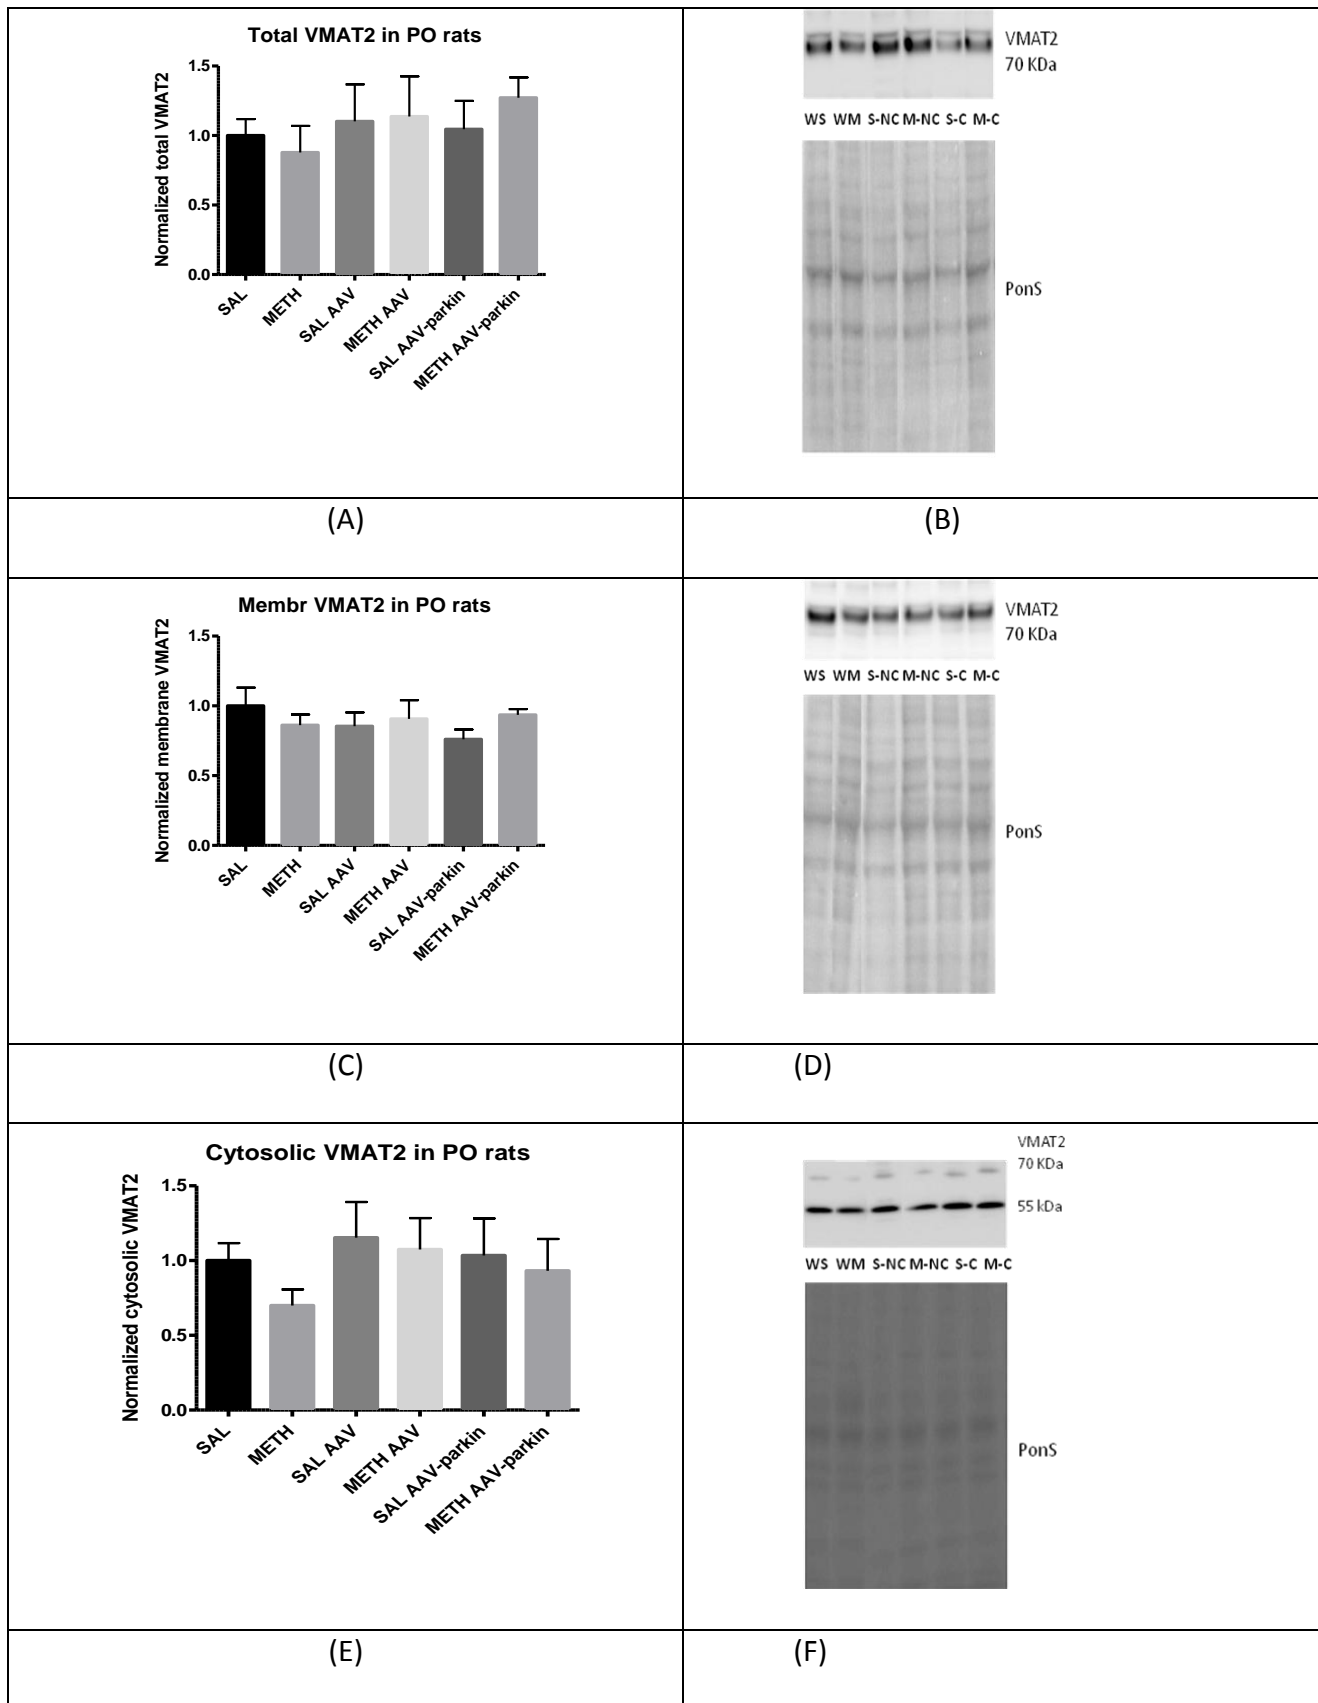 Total VMAT2 in PO rats
Normalized total VMAT2
1.5
1.0
0.5
0.0
SAL
METH
SAL AAV
METH AAV
SAL AAV-parkin
METH AAV-parkin
VMAT2
70 KDa
WS WM S-NC M-NC S-C M-C
PonS
(A)
(B)
Membr VMAT2 in PO rats
Normalized membrane VMAT2
1.5
1.0
0.5
0.0
SAL
METH
SAL AAV
METH AAV
SAL AAV-parkin
METH AAV-parkin
VMAT2
70 KDa
WS WM S-NC M-NC S-C M-C
PonS
(C)
(D)
Cytosolic VMAT2 in PO rats
Normalized cytosolic VMAT2
1.5
1.0
0.5
0.0
SAL
METH
SAL AAV
METH AAV
SAL AAV-parkin
METH AAV-parkin
VMAT2
70 KDa
55 kDa
WS WM S-NC M-NC S-C M-C
PonS
(E)
(F)